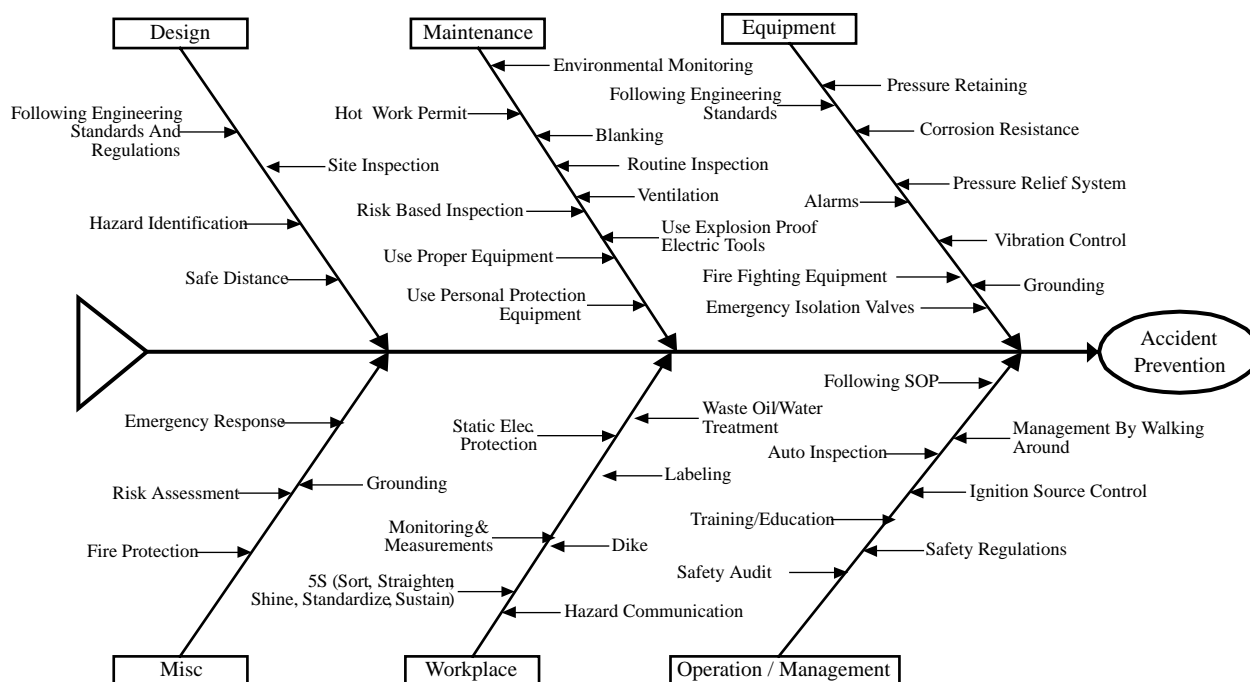 Design
Maintenance
Equipment
Environmental Monitoring
Following Engineering
Standards
Pressure Retaining
Following Engineering
Standards And
Regulations
Hot Work Permit
Blanking
Corrosion Resistance
Site Inspection
Routine Inspection
Ventilation
Pressure Relief System
Alarms
Risk Based Inspection
Hazard Identification
Use Explosion Proof
Electric Tools
Vibration Control
Use Proper Equipment
Safe Distance
Fire Fighting Equipment
Grounding
Use Personal Protection
Equipment
Emergency Isolation Valves
Accident
Prevention
Following SOP
Emergency Response
Static Elec.
Protection
Waste Oil/Water
Treatment
Management By Walking
Around
Auto Inspection
Labeling
Grounding
Risk Assessment
Ignition Source Control
Training/Education
Monitoring &
Measurements
Dike
Fire Protection
Safety Regulations
Safety Audit
5S (Sort, Straighten,
Shine, Standardize, Sustain)
Hazard Communication
Misc
Workplace
Operation / Management